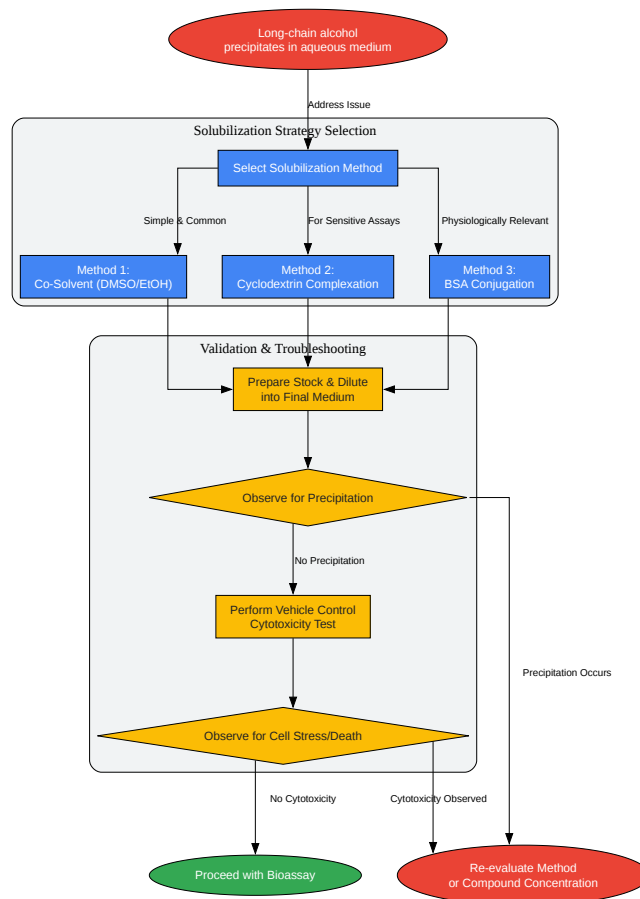 Long-chain alcohol
precipitates in aqueous medium
Address Issue
Solubilization Strategy Selection
Select Solubilization Method
Simple & Common
For Sensitive Assays
Physiologically Relevant
Method 1:
Co-Solvent (DMSO/EtOH)
Method 2:
Cyclodextrin Complexation
Method 3:
BSA Conjugation
Validation & Troubleshooting
Prepare Stock & Dilute
into Final Medium
Observe for Precipitation
No Precipitation
Perform Vehicle Control
Cytotoxicity Test
Precipitation Occurs
Observe for Cell Stress/Death
No Cytotoxicity
Cytotoxicity Observed
Proceed with Bioassay
Re-evaluate Method
or Compound Concentration